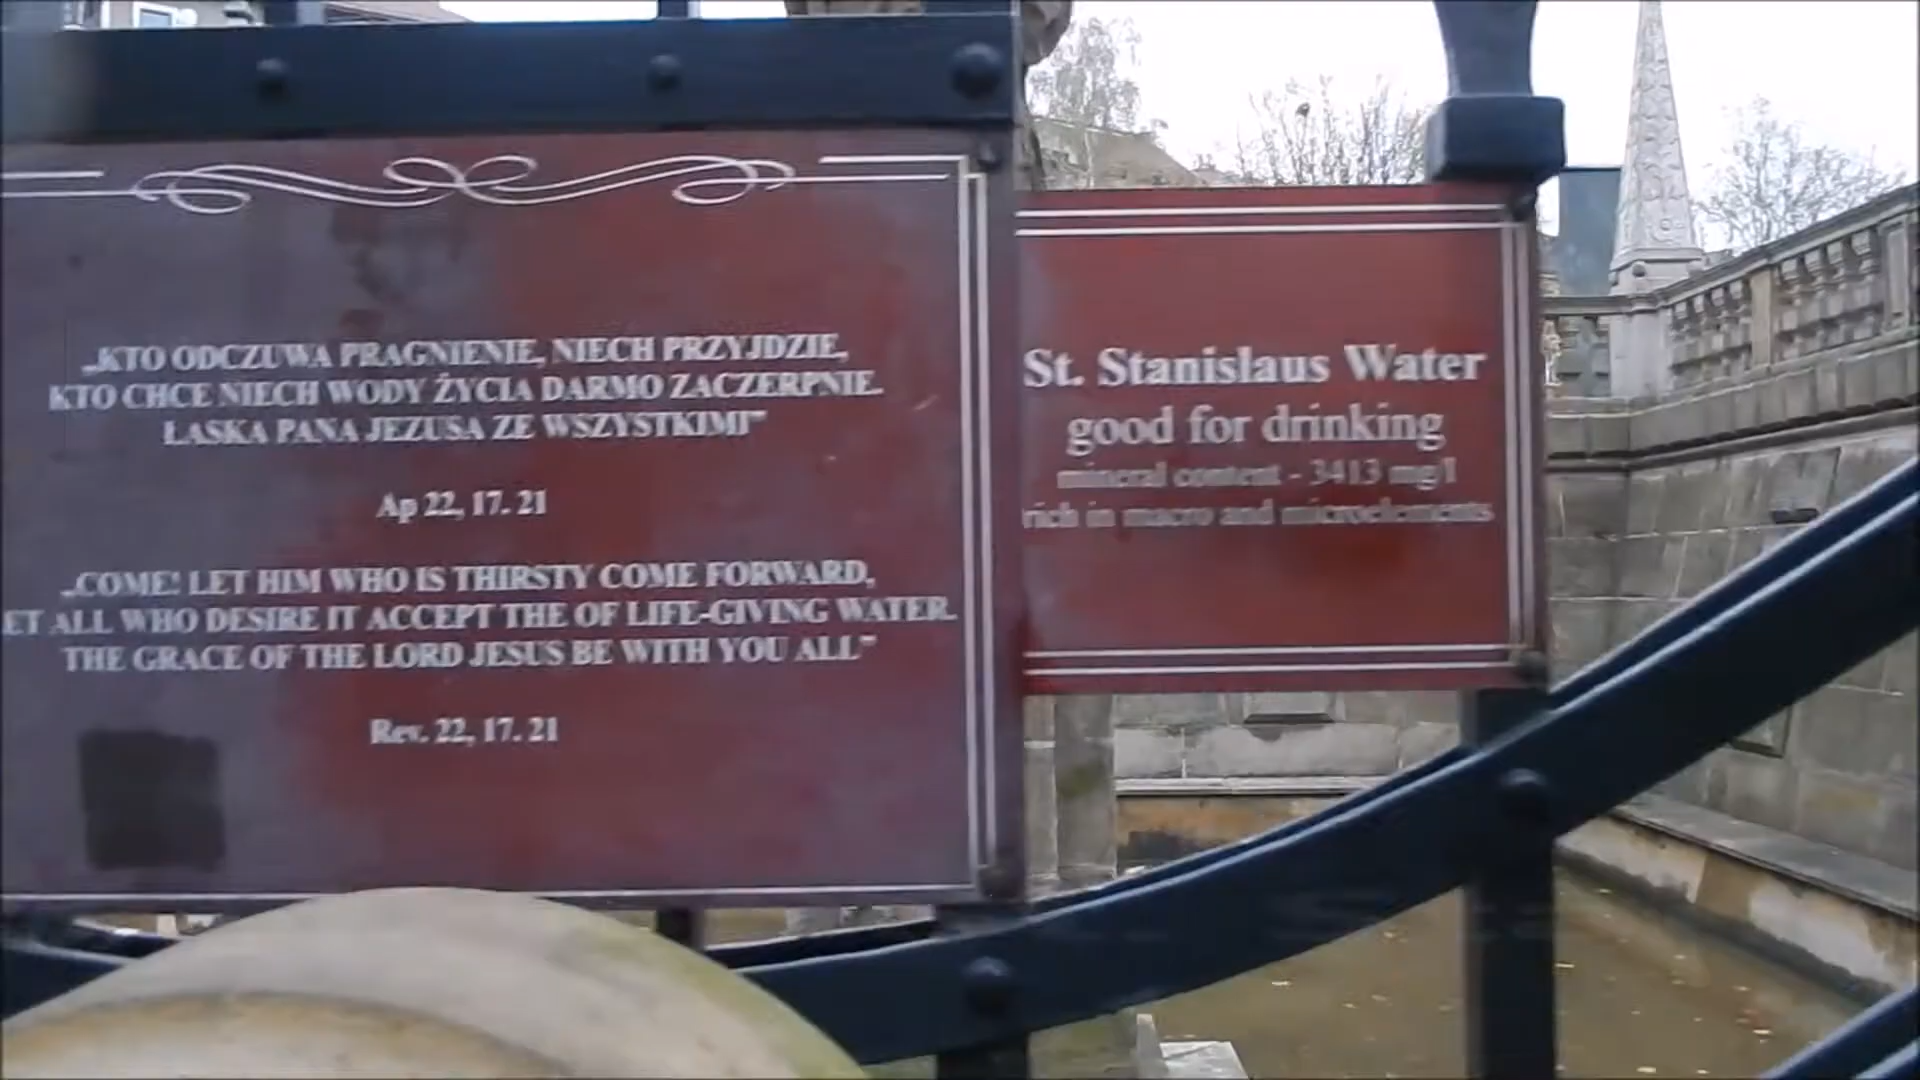 „KTO ODCZUWA PRAGNIENIE, NIECH PRZYJDZIE,
KTO CHCE NIECH WODY ŻYCIA DARMO ZACZERPNIE.
ŁASKA PANA JEZUSA ZE WSZYSTKIMI”
Ap 22, 17. 21
„COME! LET HIM WHO IS THIRSTY COME FORWARD,
ET ALL WHO DESIRE IT ACCEPT THE OF LIFE-GIVING WATER.
THE GRACE OF THE LORD JESUS BE WITH YOU ALL”
Rev. 22, 17. 21
St. Stanislaus Water
good for drinking
mineral content - 3413 mg/l
rich in macro and microelements